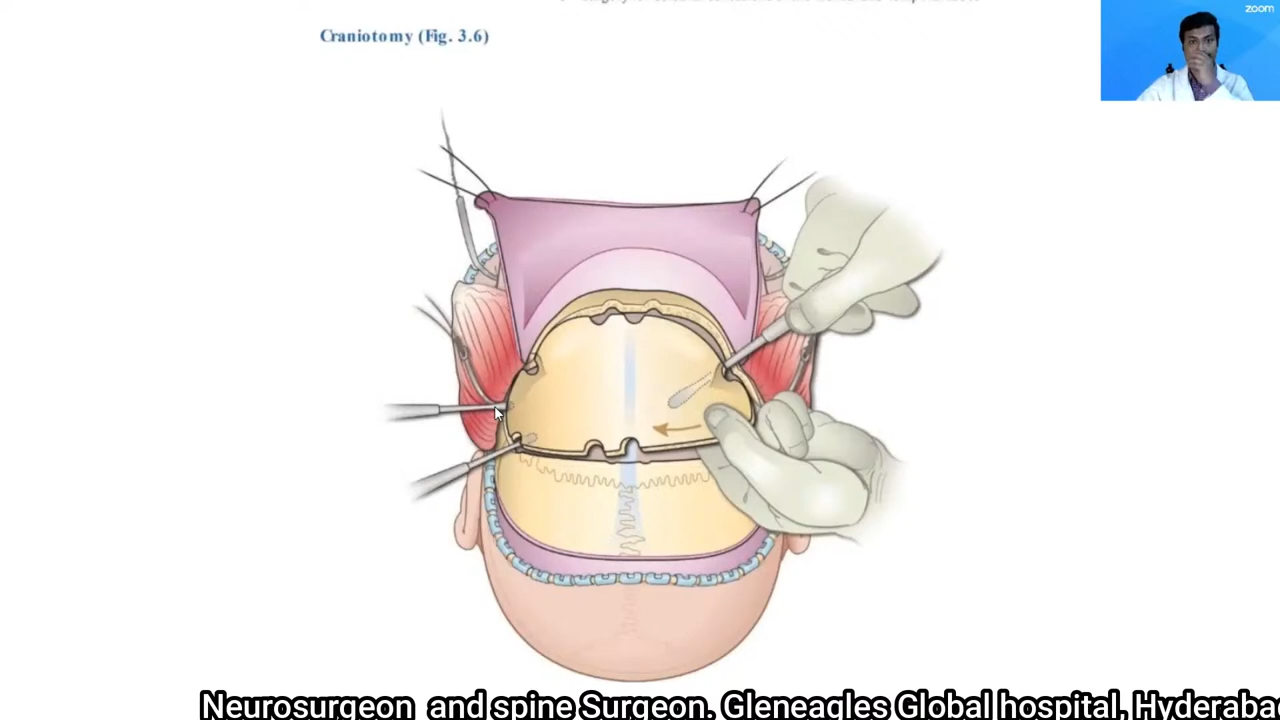 zoom
Craniotomy (Fig. 3.6)
Neurosurgeon and spine Surgeon. Gleneagles Global hospital, Hyderaba